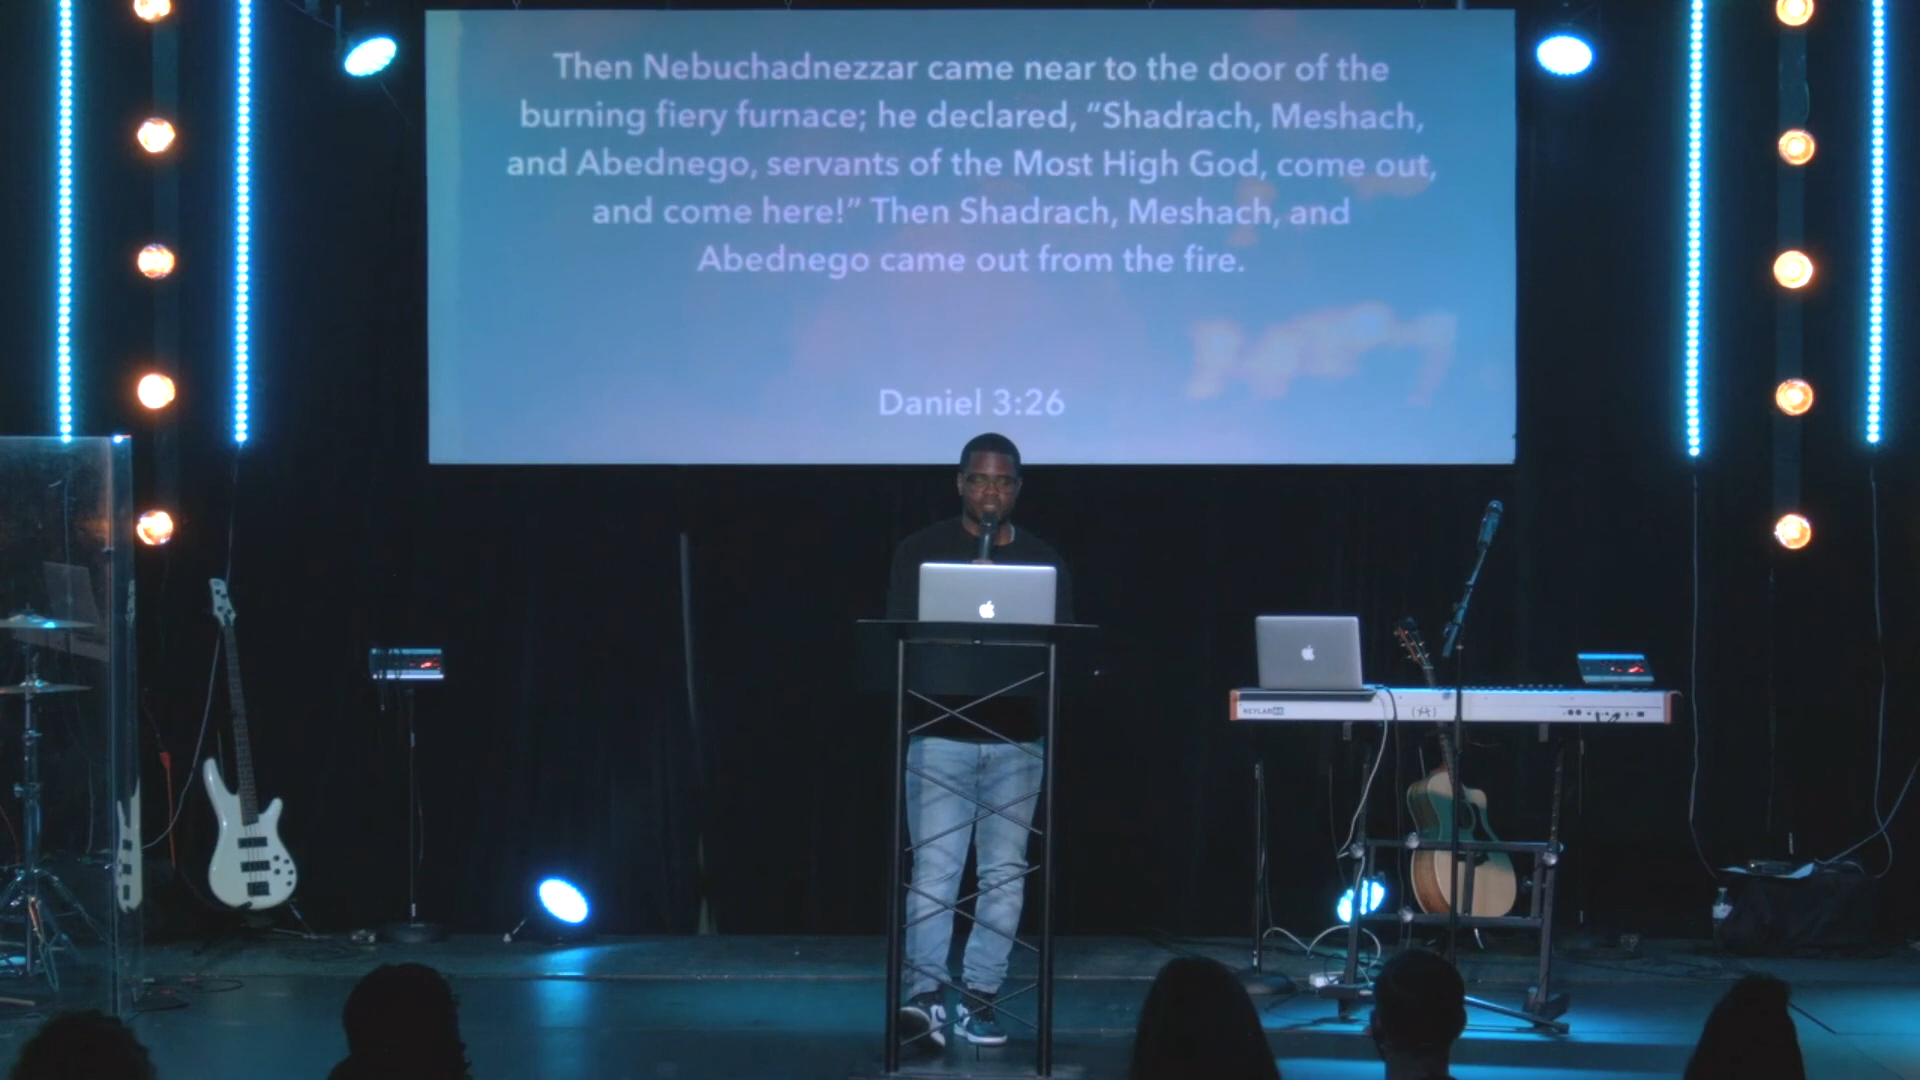 Then Nebuchadnezzar came near to the door of the
burning fiery furnace; he declared, “Shadrach, Meshach,
and Abednego, servants of the Most High God, come out,
and come here!” Then Shadrach, Meshach, and
Abednego came out from the fire.
Daniel 3:26
KEYLAB88